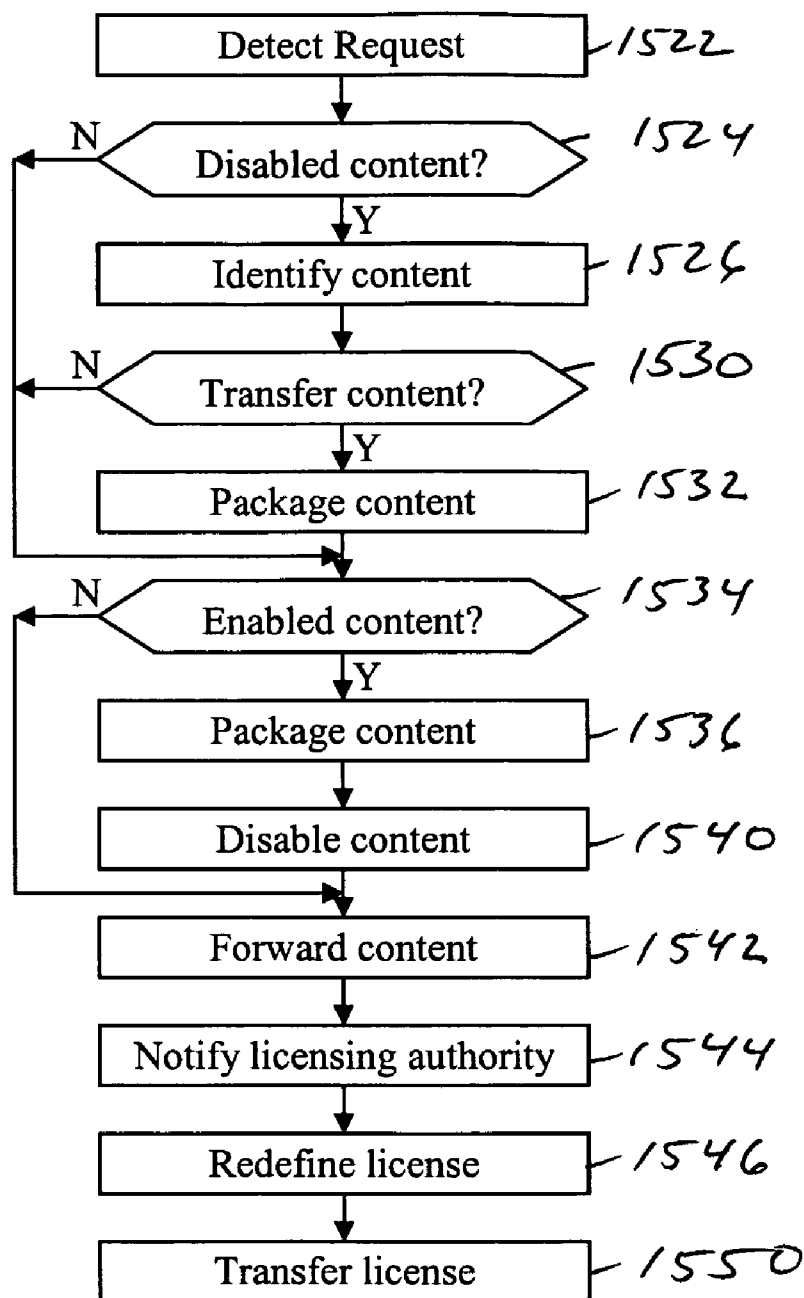 Detect Request 1522
N Disabled content? 1524
Y
Identify content 1526
N Transfer content? 1530
Y
Package content 1532
N Enabled content? 1534
Y
Package content 1536
Disable content 1540
Forward content 1542
Notify licensing authority 1544
Redefine license 1546
Transfer license 1550